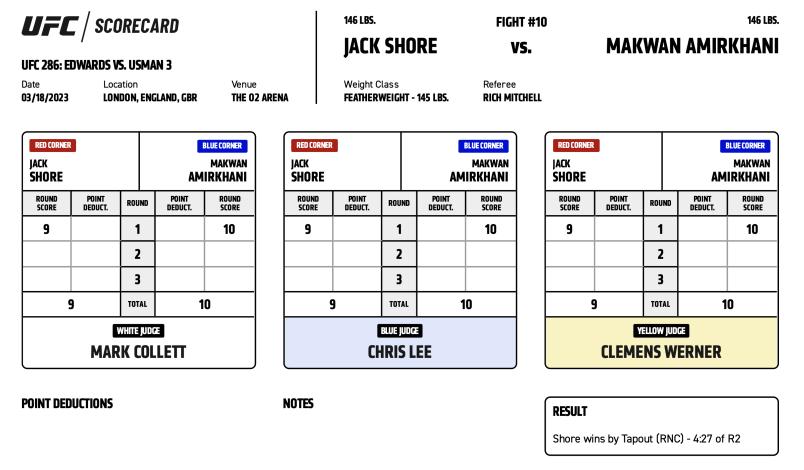 UFC SCORECARD
UFC 286: EDWARDS VS. USMAN 3
Date Location Venue
03/18/2023 LONDON, ENGLAND, GBR THE O2 ARENA
146 LBS. FIGHT #10 146 LBS.
JACK SHORE VS. MAKWAN AMIRKHANI
Weight Class Referee
FEATHERWEIGHT - 145 LBS. RICH MITCHELL
RED CORNER BLUE CORNER
JACK MAKWAN
SHORE AMIRKHANI
ROUND POINT ROUND POINT ROUND
SCORE DEDUCT. DEDUCT. SCORE
9 1 10
2
3
9 TOTAL 10
WHITE JUDGE
MARK COLLETT
RED CORNER BLUE CORNER
JACK MAKWAN
SHORE AMIRKHANI
ROUND POINT ROUND POINT ROUND
SCORE DEDUCT. DEDUCT. SCORE
9 1 10
2
3
9 TOTAL 10
BLUE JUDGE
CHRIS LEE
RED CORNER BLUE CORNER
JACK MAKWAN
SHORE AMIRKHANI
ROUND POINT ROUND POINT ROUND
SCORE DEDUCT. DEDUCT. SCORE
9 1 10
2
3
9 TOTAL 10
YELLOW JUDGE
CLEMENS WERNER
POINT DEDUCTIONS
NOTES
RESULT
Shore wins by Tapout (RNC) - 4:27 of R2